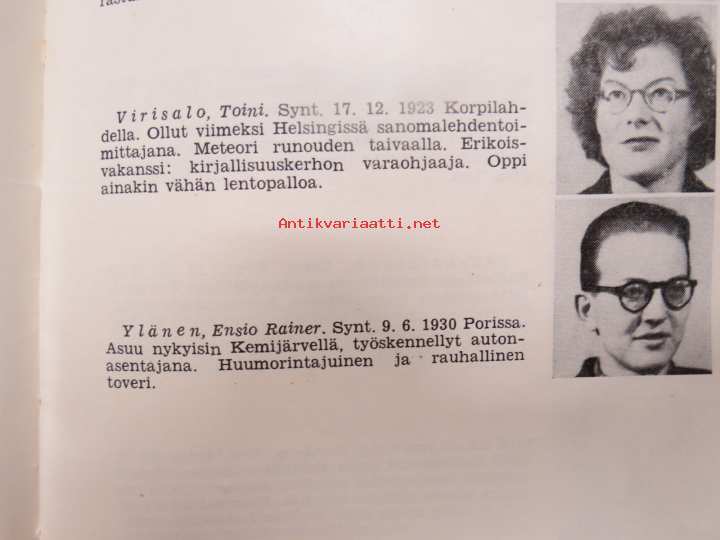 Virisalo, Toini. Synt. 17. 12. 1923 Korpilah-
della. Ollut viimeksi Helsingissä sanomalehdentoi-
mittajana. Meteori runouden taivaalla. Erikois-
vakanssi: kirjallisuuskerhon varaohjaaja. Oppi
ainakin vähän lentopalloa.
Antikvariaatti.net
Ylänen, Ensio Rainer. Synt. 9. 6. 1930 Porissa.
Asuu nykyisin Kemijärvellä, työskennellyt auton-
asentajana. Huumorintajuinen ja rauhallinen
toveri.